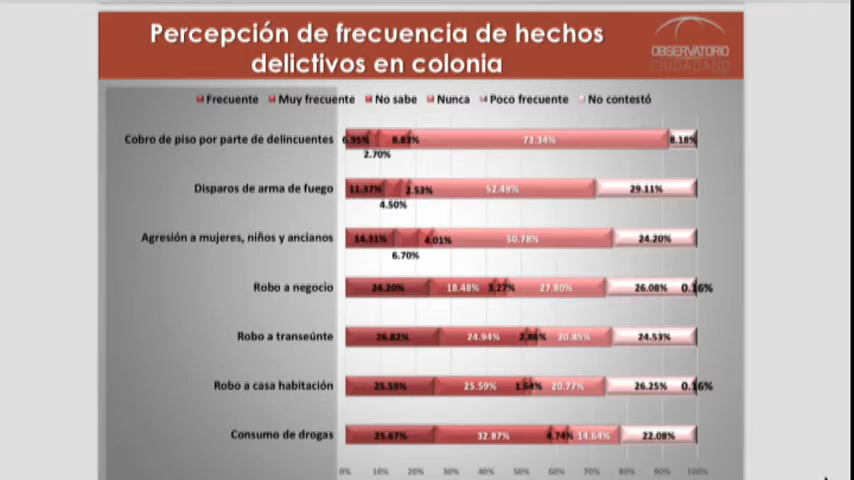 Percepción de frecuencia de hechos
delictivos en colonia
OBSERVATORIO
CIUDADANO
Frecuente Muy frecuente No sabe Nunca Poco frecuente No contestó
Cobro de piso por parte de delincuentes 6.95% 8.83% 73.34% 8.18%
2.70%
Disparos de arma de fuego 11.37% 2.53% 52.49% 29.11%
4.50%
Agresión a mujeres, niños y ancianos 14.31% 4.01% 50.78% 24.20%
6.70%
Robo a negocio 24.20% 18.48% 3.27% 27.80% 26.08% 0.16%
Robo a transeúnte 26.82% 24.94% 2.86% 20.85% 24.53%
Robo a casa habitación 25.59% 25.59% 1.64% 20.77% 26.25% 0.16%
Consumo de drogas 25.67% 32.87% 4.74% 14.64% 22.08%
0% 10% 20% 30% 40% 50% 60% 70% 80% 90% 100%